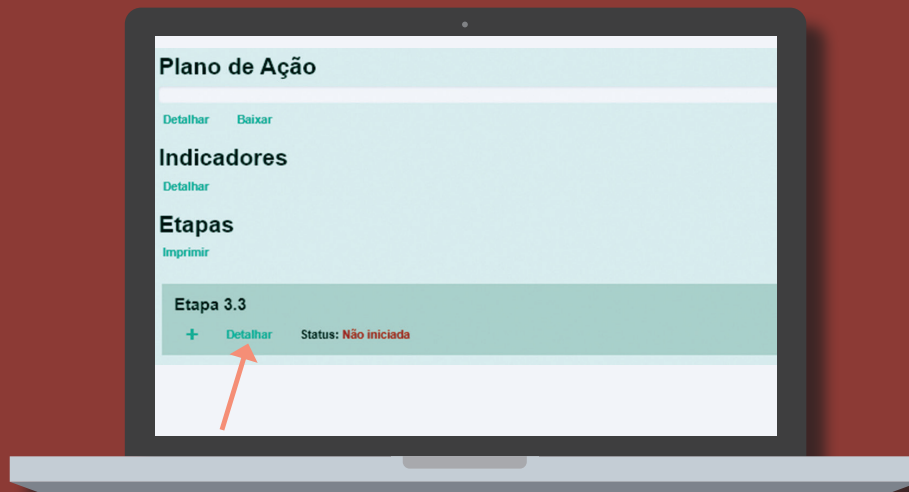 Plano de Ação
Detalhar Baixar
Indicadores
Detalhar
Etapas
Imprimir
Etapa 3.3
+ Detalhar Status: Não iniciada